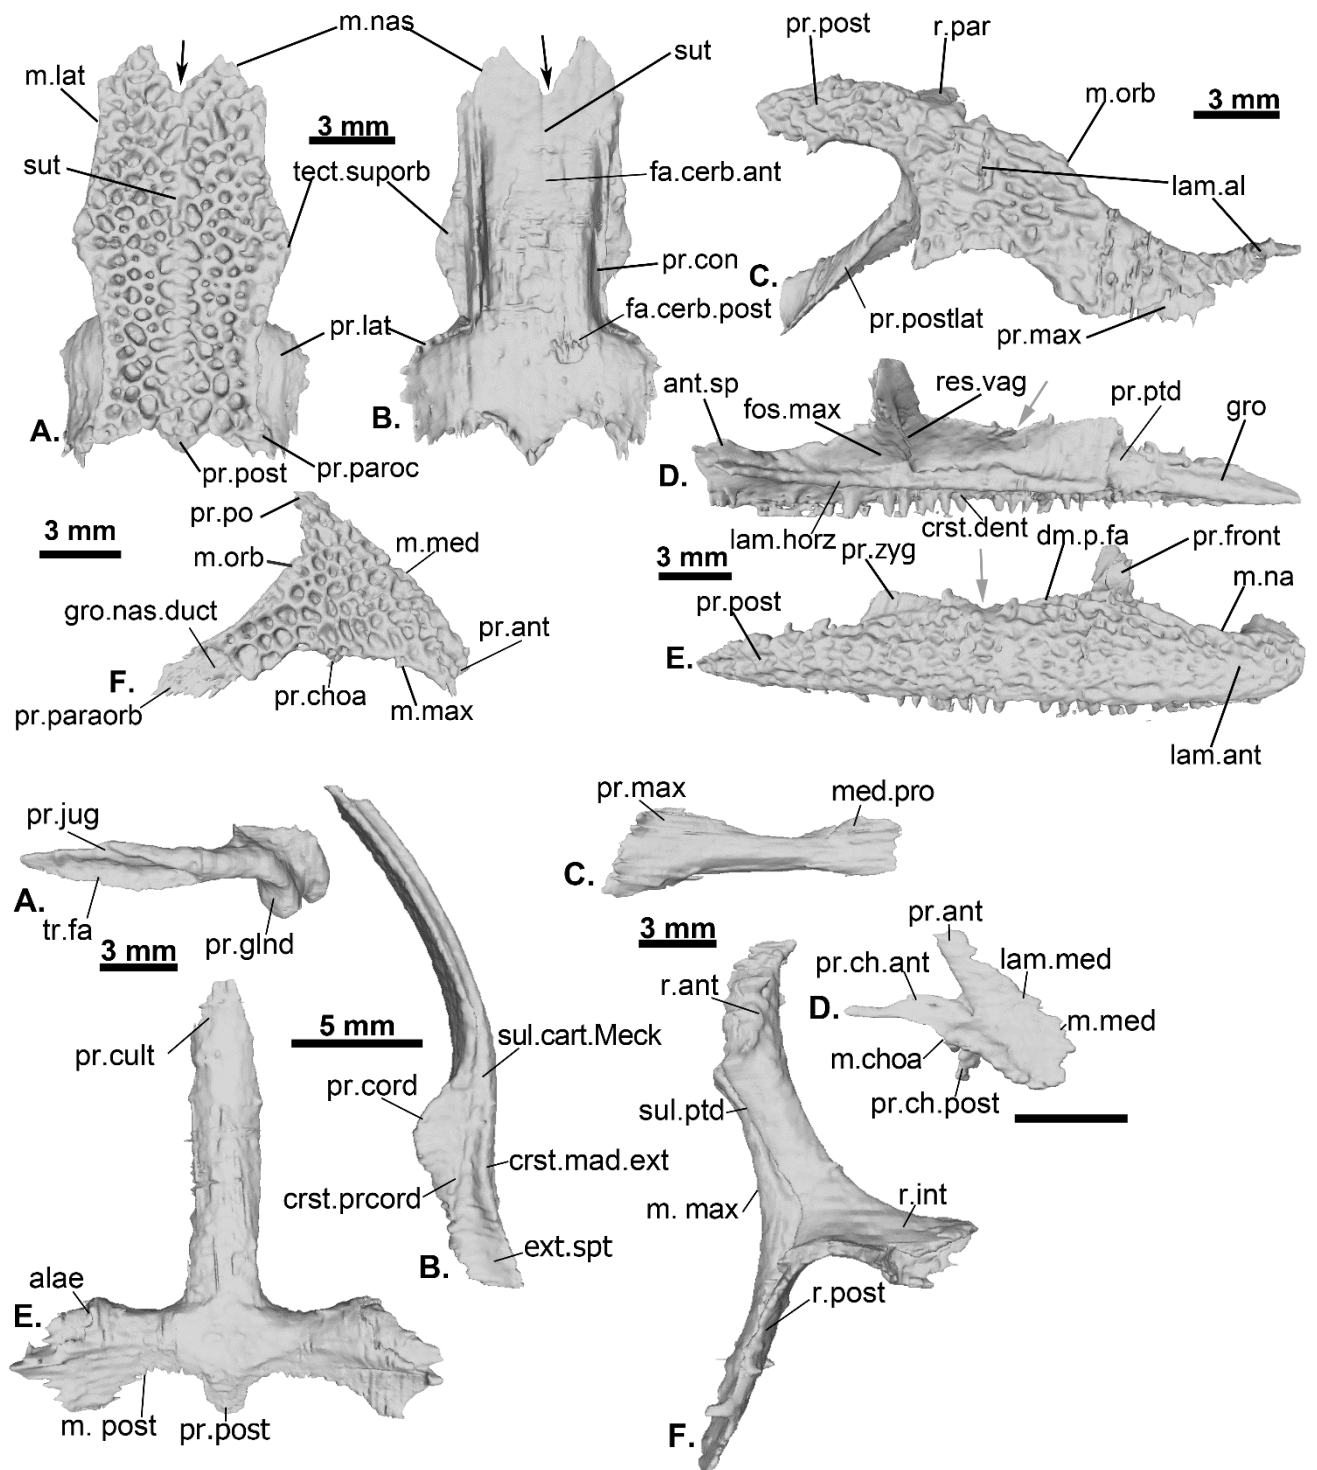 m.nas
m.lat
sut
3 mm
sut
tect.suporb
fa.cerb.ant
pr.con
fa.cerb.post
pr.lat
A.
B.
pr.post
pr.paroc
pr.post
r.par
m.orb
3 mm
lam.al
C.
pr.postlat
pr.max
ant.sp
fos.max
res.vag
pr.ptd
gro
D.
lam.horz
crst.dent
3 mm
pr.zyg
dm.p.fa
pr.front
m.na
pr.post
E.
lam.ant
pr.po
3 mm
m.orb
m.med
gro.nas.duct
pr.ant
F.
pr.choa
m.max
pr.paraorb
pr.jug
A.
tr.fa
pr.glnd
3 mm
5 mm
sul.cart.Meck
pr.cord
crst.mad.ext
crst.prcord
ext.spt
B.
pr.max
med.pro
C.
3 mm
pr.ant
pr.ch.ant
lam.med
D.
m.med
m.choa
pr.ch.post
pr.cult
alae
E.
m. post
pr.post
r.ant
sul.ptd
m. max
r.int
r.post
F.